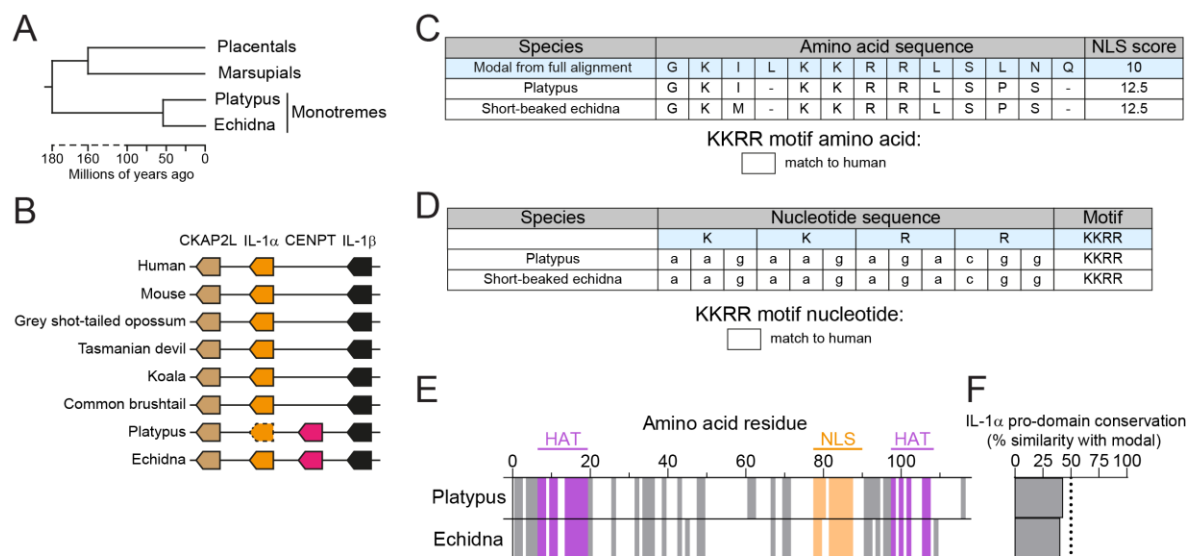 A
Placentals
Marsupials
Platypus
Monotremes
Echidna
180 160 100 50 0
Millions of years ago
B
CKAP2L IL-1α CENPT IL-1β
Human
Mouse
Grey shot-tailed opossum
Tasmanian devil
Koala
Common brushtail
Platypus
Echidna
C
Species Amino acid sequence NLS score
Modal from full alignment G K I L K K R R L S L N Q 10
Platypus G K I - K K R R L S P S - 12.5
Short-beaked echidna G K M - K K R R L S P S - 12.5
KKRR motif amino acid:
match to human
D
Species Nucleotide sequence Motif
K K R R KKRR
Platypus a a g a a g a g a c g g KKRR
Short-beaked echidna a a g a a g a g a c g g KKRR
KKRR motif nucleotide:
match to human
E
Amino acid residue
HAT NLS HAT
0 20 40 60 80 100
Platypus
Echidna
F
IL-1α pro-domain conservation
(% similarity with modal)
0 25 50 75 100